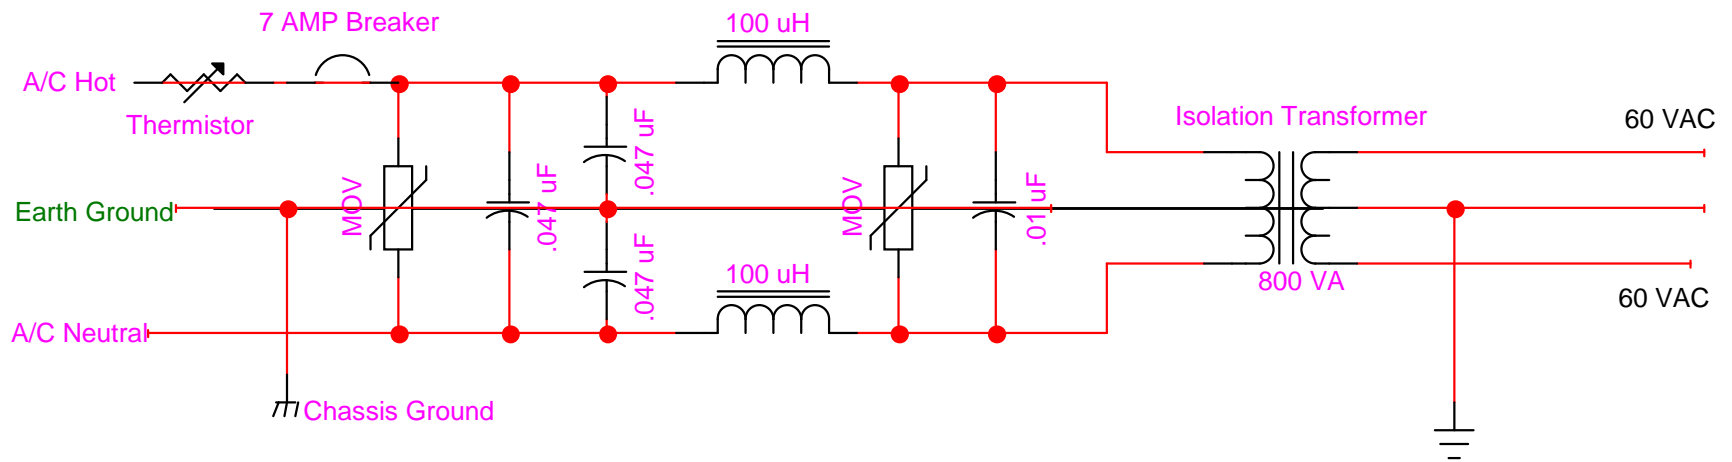 7 AMP Breaker
100 uH
A/C Hot
Thermistor
Isolation Transformer
60 VAC
.047 uF
MOV
.047 uF
Earth Ground
MOV
.01 uF
.047 uF
100 uH
800 VA
60 VAC
A/C Neutral
Chassis Ground